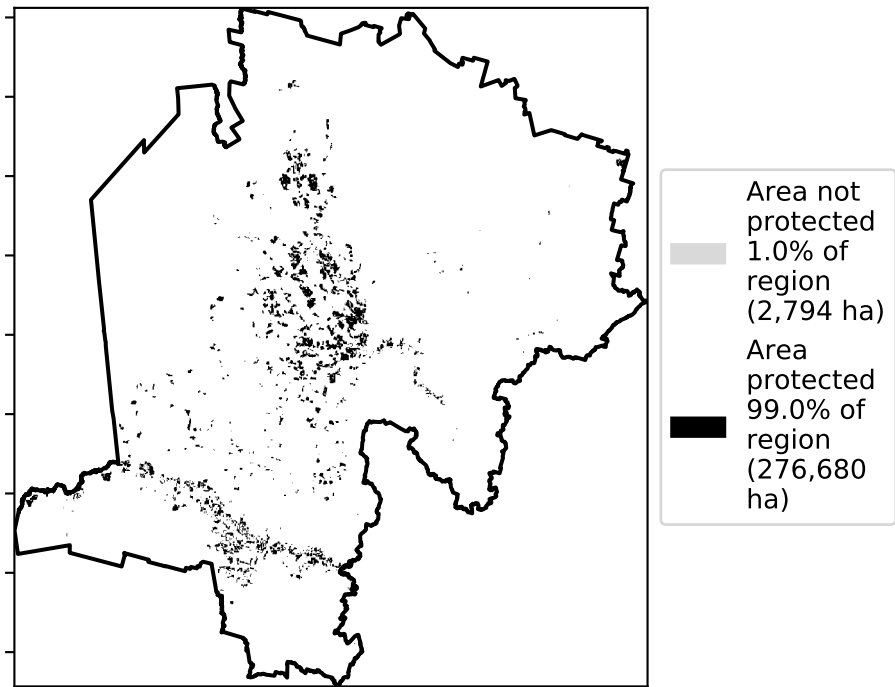 Area not
protected
1.0% of
region
(2,794 ha)
Area
protected
99.0% of
region
(276,680
ha)